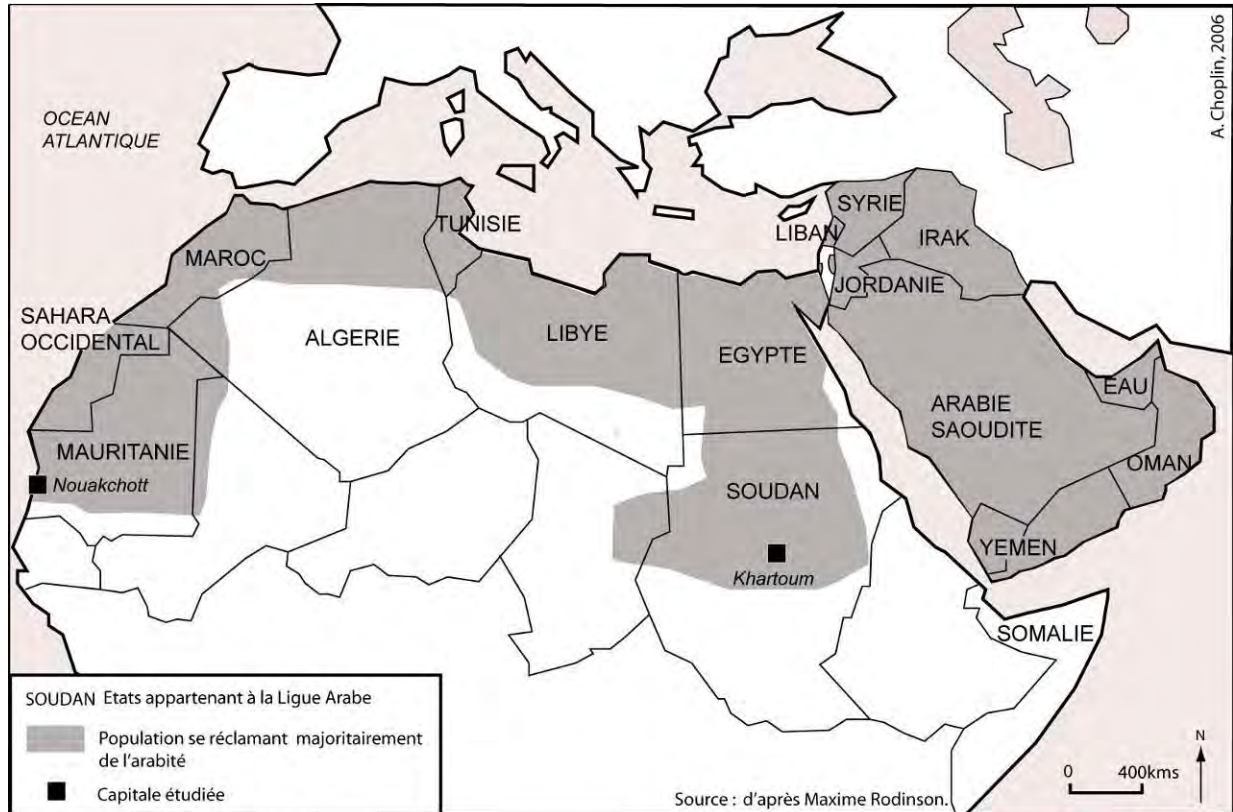 OCEAN
ATLANTIQUE
A. Choplin, 2006
SYRIE
LIBAN
IRAK
TUNISIE
MAROC
JORDANIE
SAHARA
OCCIDENTAL
ALGERIE
LIBYE
EGYPTE
EAU
ARABIE
SAOUDITE
MAURITANIE
OMAN
Nouakchott
SOUDAN
YEMEN
Khartoum
SOMALIE
SOUDAN Etats appartenant à la Ligue Arabe
Population se réclamant majoritairement
de l'arabité
Capitale étudiée
Source : d'après Maxime Rodinson.
0 400kms
N